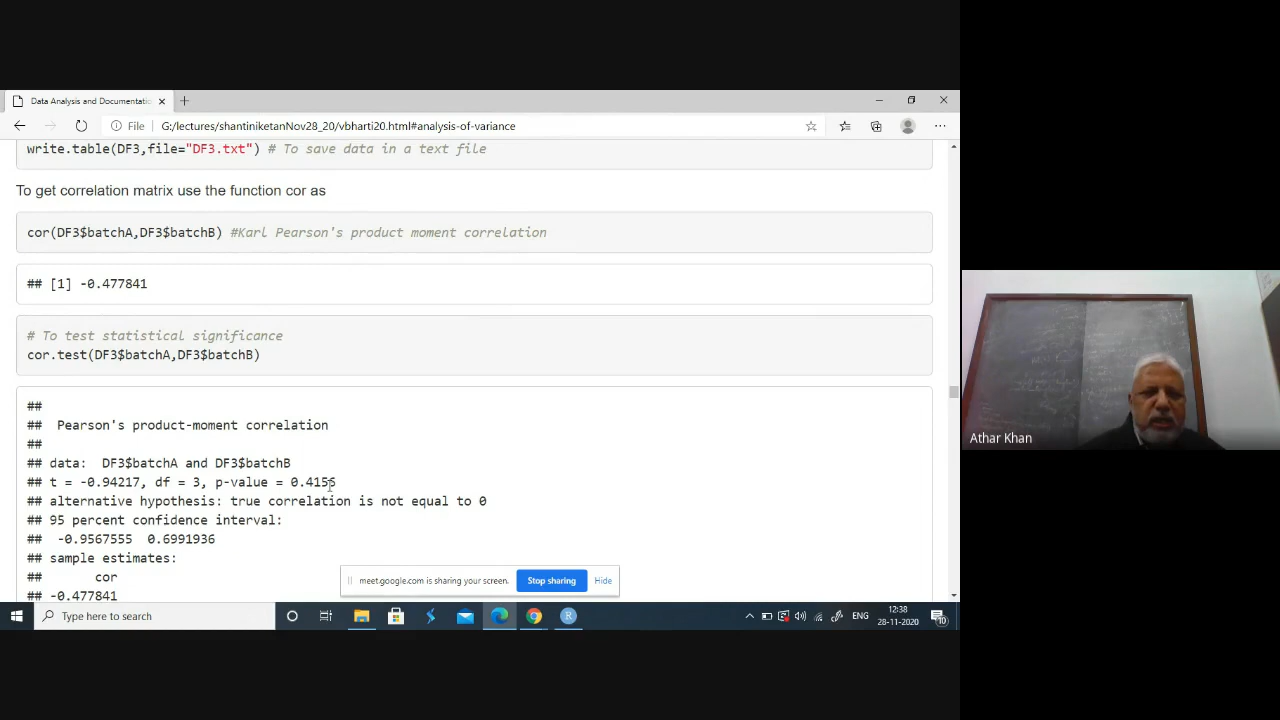 Data Analysis and Documentatio
File
G:/lectures/shantiniketanNov28_20/vbharti20.html#analysis-of-variance
write.table(DF3,file="DF3.txt") # To save data in a text file
To get correlation matrix use the function cor as
cor(DF3$batchA,DF3$batchB) #Karl Pearson's product moment correlation
## [1] -0.477841
# To test statistical significance
cor.test(DF3$batchA,DF3$batchB)
##
## Pearson's product-moment correlation
##
## data: DF3$batchA and DF3$batchB
## t = -0.94217, df = 3, p-value = 0.4156
## alternative hypothesis: true correlation is not equal to 0
## 95 percent confidence interval:
## -0.9567555 0.6991936
## sample estimates:
## cor
## -0.477841
meet.google.com is sharing your screen.
Stop sharing
Hide
Type here to search
R
ENG
12:38
28-11-2020
10
Athar Khan